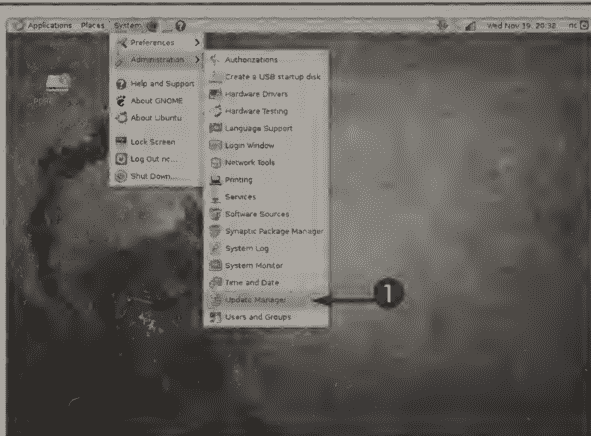 Applications Places System
Wed Nov 19, 20:38 nc
Preferences
Administration
Help and Support
About GNOME
About Ubuntu
Lock Screen
Log Out nc...
Shut Down...
Authorizations
Create a USB startup disk
Hardware Drivers
Hardware Testing
Language Support
Login Window
Network Tools
Printing
Services
Software Sources
Synaptic Package Manager
System Log
System Monitor
Time and Date
Update Manager
Users and Groups
1